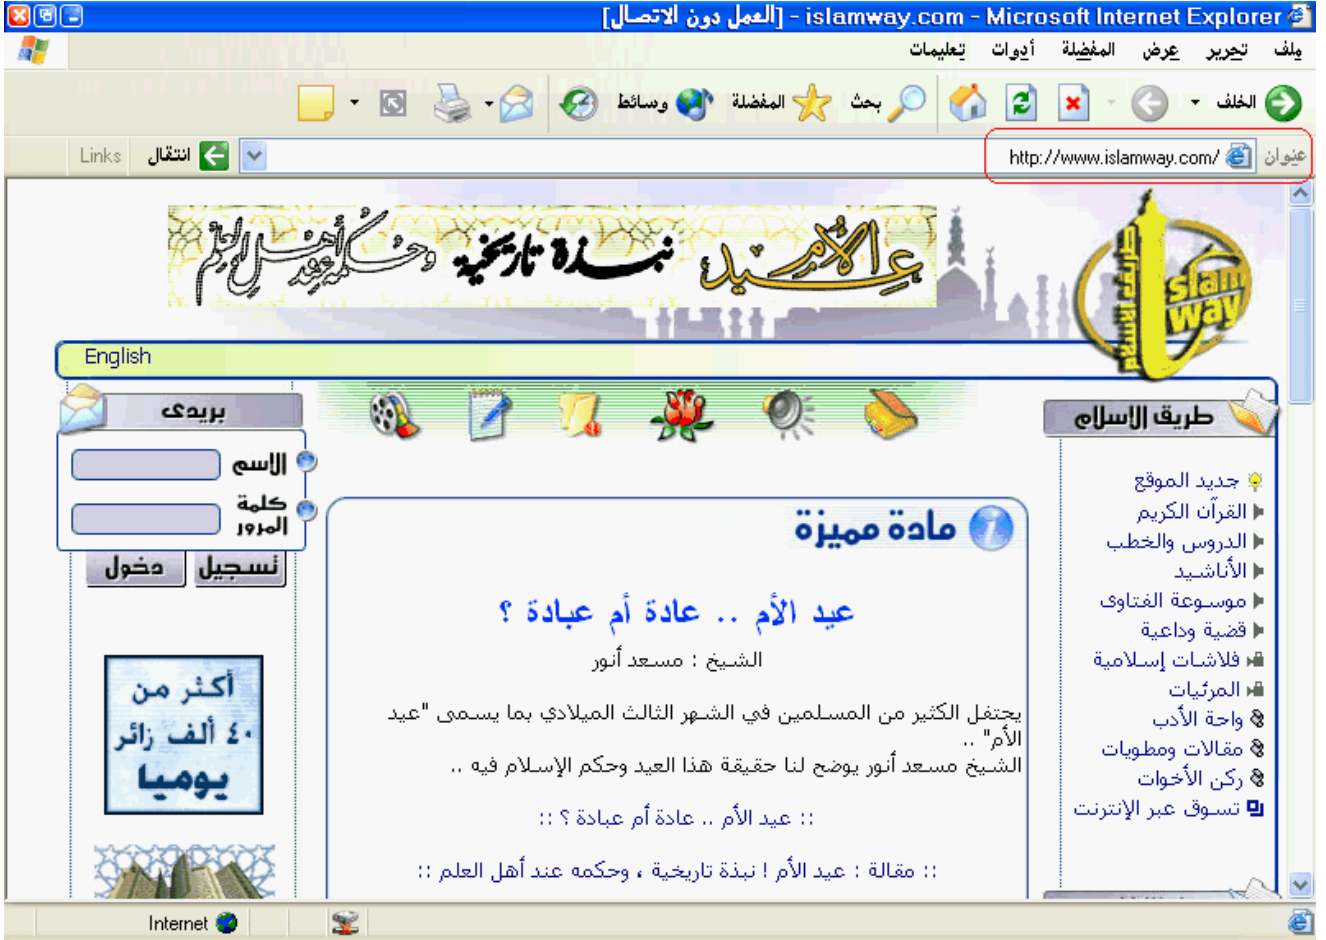 islamway.com - Microsoft Internet Explorer - [العمل دون الاتصال]
ملف تحرير عرض المفضلة أدوات تعليمات
الخلف بحث المفضلة وسائط
عنوان http://www.islamway.com/ انتقال Links
عيد الأم نبذة تاريخية وحكمه عند أهل العلم
طريق الإسلام
Islam
way
English
طريق الإسلام
جديد الموقع
القرآن الكريم
الدروس والخطب
الأناشيد
موسوعة الفتاوى
قضية وداعية
فلاشات إسلامية
المرئيات
واحة الأدب
مقالات ومطويات
ركن الأخوات
تسوق عبر الإنترنت
مادة مميزة
عيد الأم .. عادة أم عبادة ؟
الشيخ : مسعد أنور
يحتفل الكثير من المسلمين في الشهر الثالث الميلادي بما يسمى "عيد
الأم" ..
الشيخ مسعد أنور يوضح لنا حقيقة هذا العيد وحكم الإسلام فيه ..
:: عيد الأم .. عادة أم عبادة ؟ ::
:: مقالة : عيد الأم ! نبذة تاريخية ، وحكمه عند أهل العلم ::
بريدى
الاسم
كلمة
المرور
تسجيل دخول
أكثر من
٤٠ ألف زائر
يوميا
Internet